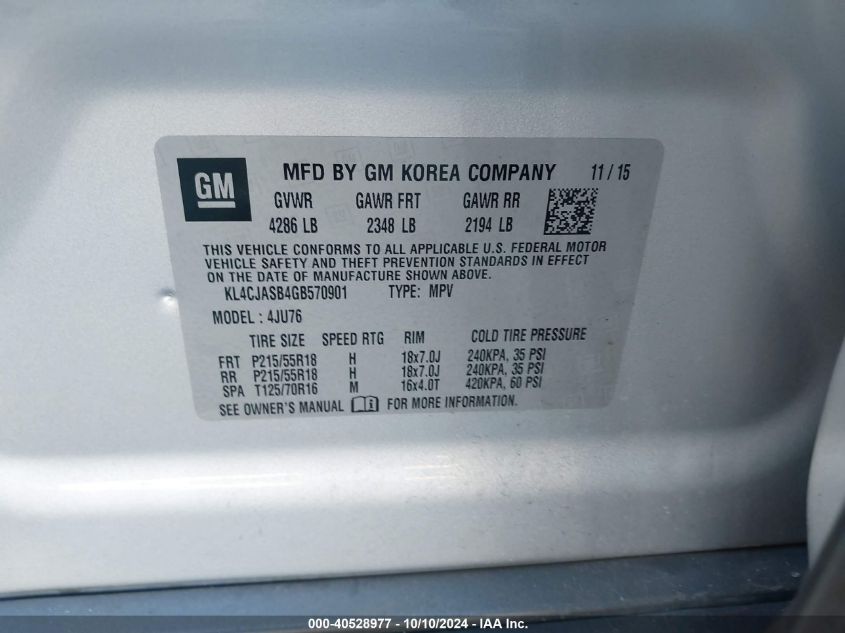 GM
MFD BY GM KOREA COMPANY 11 / 15
GVWR GAWR FRT GAWR RR
4286 LB 2348 LB 2194 LB
THIS VEHICLE CONFORMS TO ALL APPLICABLE U.S. FEDERAL MOTOR
VEHICLE SAFETY AND THEFT PREVENTION STANDARDS IN EFFECT
ON THE DATE OF MANUFACTURE SHOWN ABOVE.
KL4CJASB4GB570901 TYPE: MPV
MODEL : 4JU76
TIRE SIZE SPEED RTG RIM COLD TIRE PRESSURE
FRT P215/55R18 H 18x7.0J 240KPA, 35 PSI
RR P215/55R18 H 18x7.0J 240KPA, 35 PSI
SPA T125/70R16 M 16x4.0T 420KPA, 60 PSI
SEE OWNER'S MANUAL FOR MORE INFORMATION.
000-40528977 - 10/10/2024 - IAA Inc.